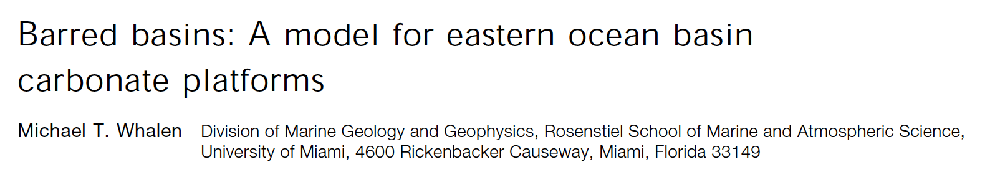 Barred basins: A model for eastern ocean basin
carbonate platforms
Michael T. Whalen Division of Marine Geology and Geophysics, Rosenstiel School of Marine and Atmospheric Science,
University of Miami, 4600 Rickenbacker Causeway, Miami, Florida 33149